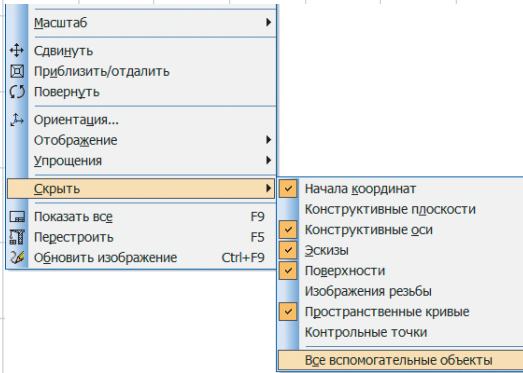 Масштаб
Сдвинуть
Приблизить/отдалить
Повернуть
Ориентация...
Отображение
Упрощения
Скрыть
Показать все F9
Перестроить F5
Обновить изображение Ctrl+F9
Начала координат
Конструктивные плоскости
Конструктивные оси
Эскизы
Поверхности
Изображения резьбы
Пространственные кривые
Контрольные точки
Все вспомогательные объекты